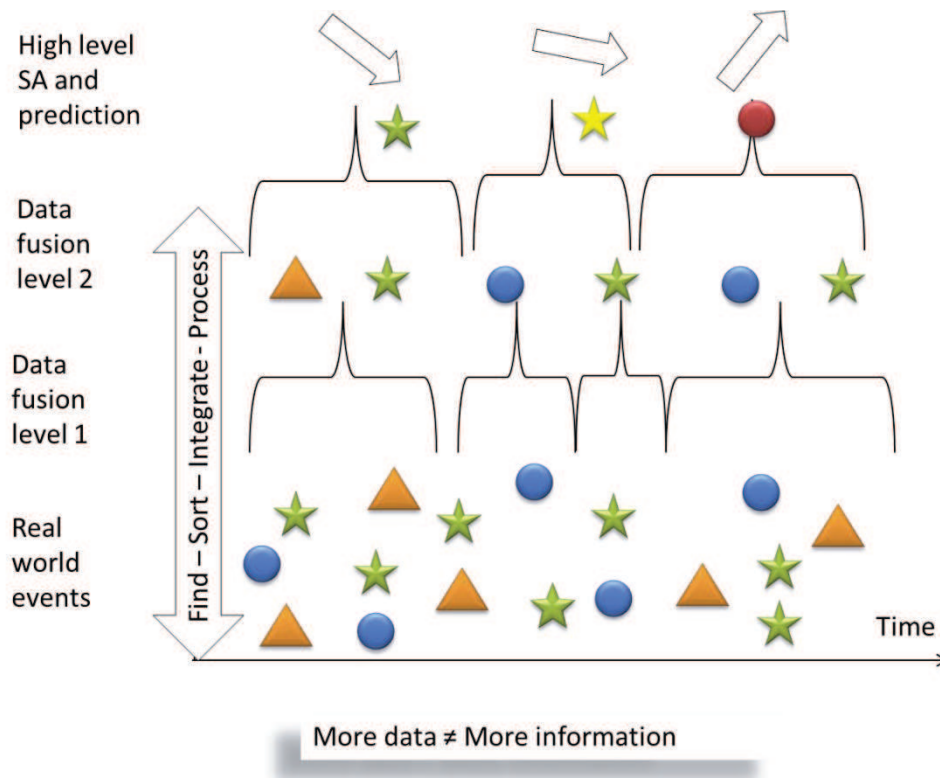 High level
SA and
prediction
Data
fusion
level 2
Data
fusion
level 1
Real
world
events
Find – Sort – Integrate - Process
Time
More data ≠ More information